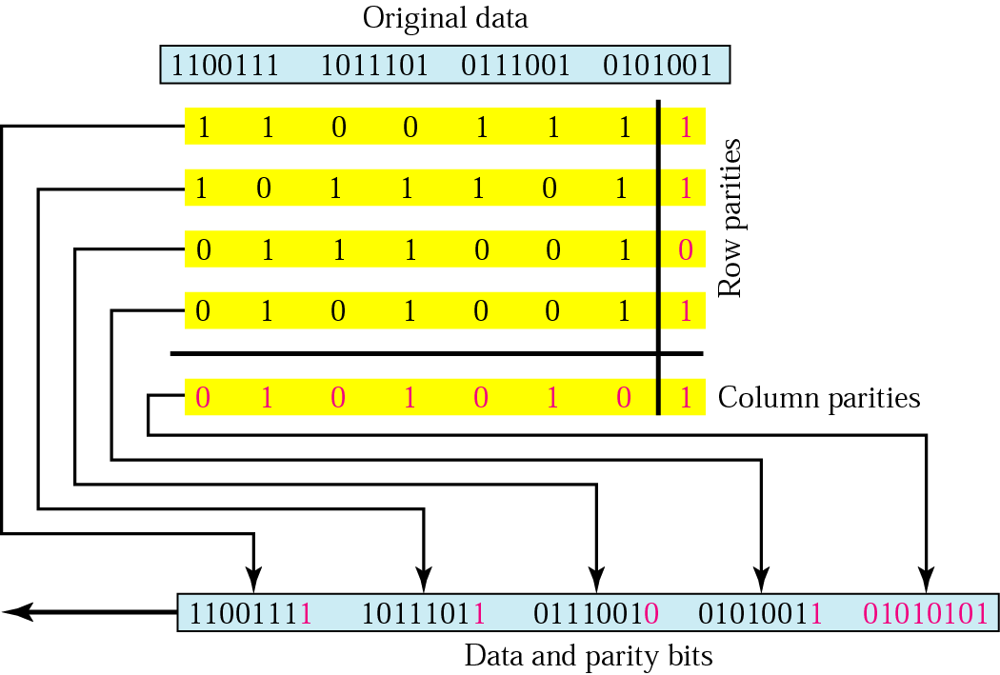 Original data
1100111 1011101 0111001 0101001
1 1 0 0 1 1 1 1
1 0 1 1 1 0 1 1
0 1 1 1 0 0 1 0
0 1 0 1 0 0 1 1
Row parities
0 1 0 1 0 1 0 1 Column parities
11001111 10111011 01110010 01010011 01010101
Data and parity bits